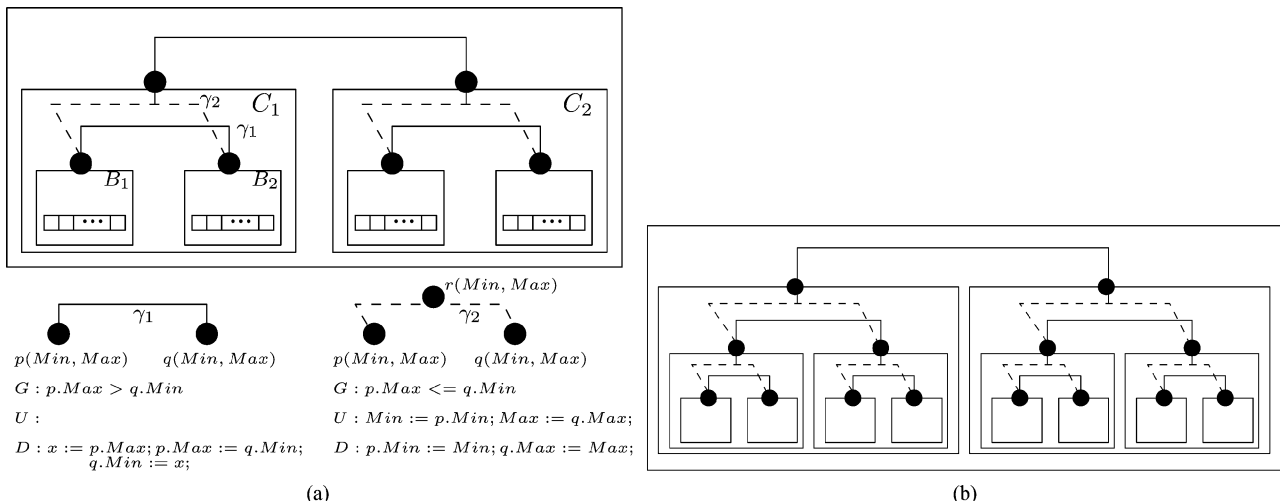 C₁ C₂
γ₂
γ₁
B₁ B₂
r(Min, Max)
γ₁ γ₂
p(Min, Max) q(Min, Max) p(Min, Max) q(Min, Max)
G : p.Max > q.Min
U :
D : x := p.Max; p.Max := q.Min;
q.Min := x;
G : p.Max <= q.Min
U : Min := p.Min; Max := q.Max;
D : p.Min := Min; q.Max := Max;
(a) (b)